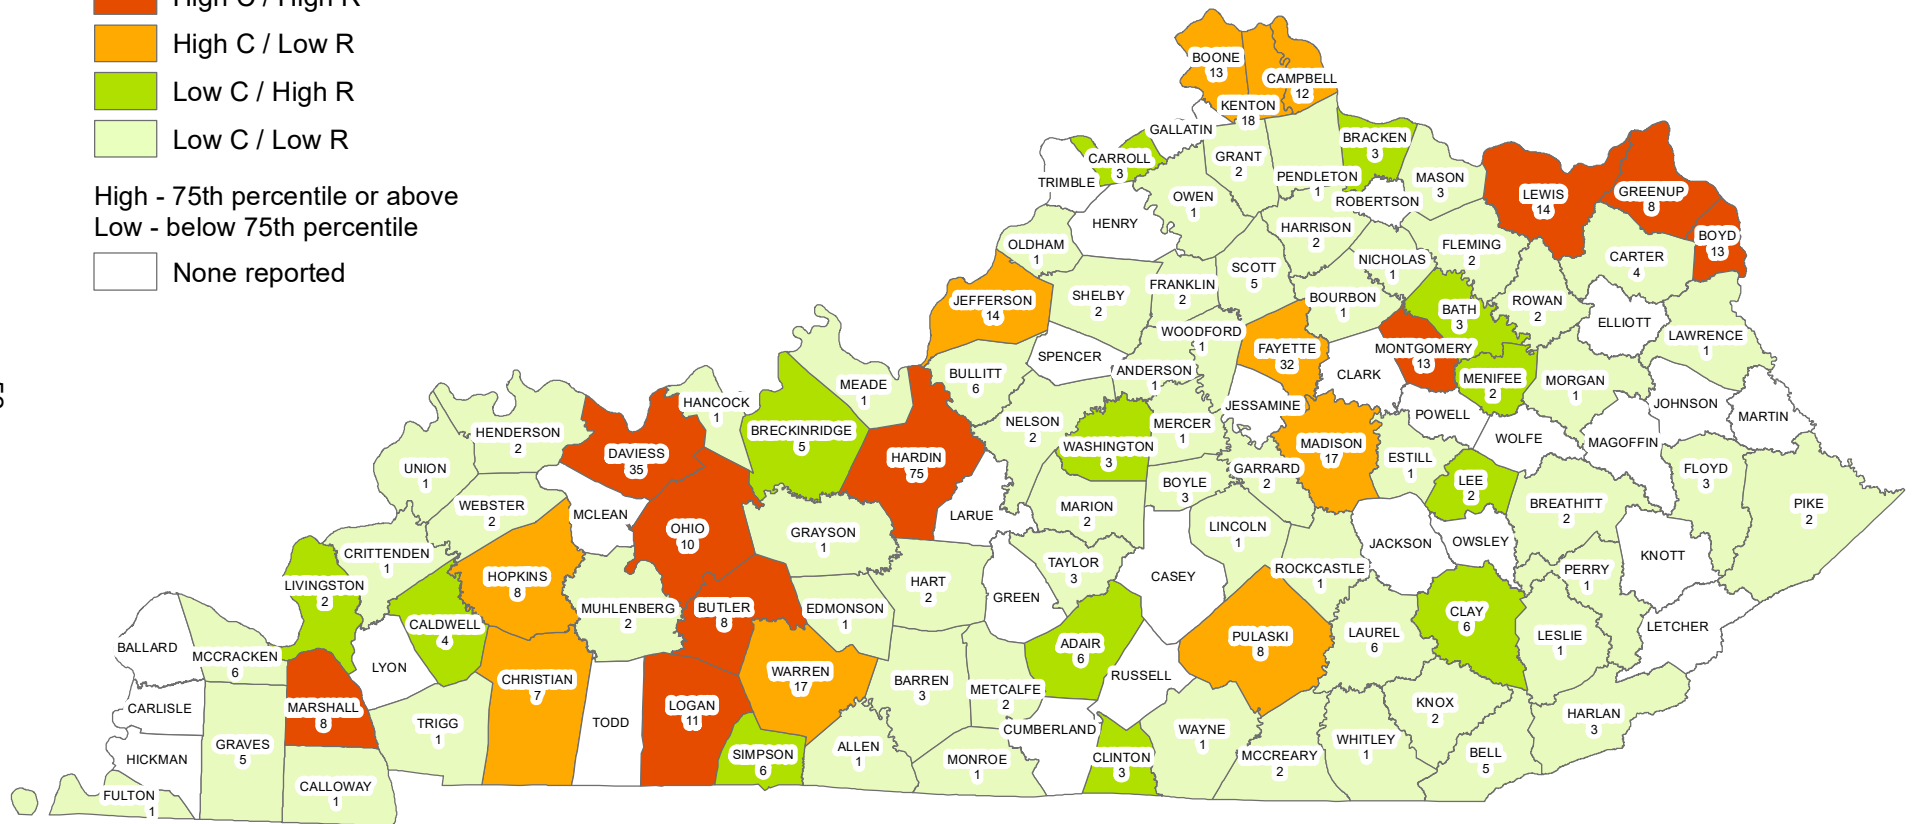 High C / High R
High C / Low R
Low C / High R
Low C / Low R
High - 75th percentile or above
Low - below 75th percentile
None reported
BOONE
13
CAMPBELL
12
KENTON
18
GALLATIN
BRACKEN
3
CARROLL
3
GRANT
2
PENDLETON
1
MASON
3
TRIMBLE
OWEN
1
ROBERTSON
LEWIS
14
GREENUP
8
HENRY
HARRISON
2
BOYD
13
OLDHAM
1
FLEMING
2
NICHOLAS
1
CARTER
4
SCOTT
5
FRANKLIN
2
JEFFERSON
14
SHELBY
2
BOURBON
1
BATH
3
ROWAN
2
ELLIOTT
WOODFORD
1
LAWRENCE
1
FAYETTE
32
MONTGOMERY
13
SPENCER
BULLITT
6
ANDERSON
1
CLARK
MENIFEE
2
MORGAN
1
MEADE
1
HANCOCK
1
JESSAMINE
POWELL
JOHNSON
MARTIN
HENDERSON
2
BRECKINRIDGE
5
NELSON
2
MERCER
1
WASHINGTON
3
MADISON
17
WOLFE
MAGOFFIN
DAVIESS
35
HARDIN
75
UNION
1
GARRARD
2
ESTILL
1
FLOYD
3
BOYLE
3
LEE
2
WEBSTER
2
MCLEAN
LARUE
MARION
2
BREATHITT
2
PIKE
2
OHIO
10
GRAYSON
1
LINCOLN
1
JACKSON
OWSLEY
CRITTENDEN
1
KNOTT
HOPKINS
8
TAYLOR
3
CASEY
ROCKCASTLE
1
PERRY
1
LIVINGSTON
2
HART
2
GREEN
MUHLENBERG
2
BUTLER
8
EDMONSON
1
CALDWELL
4
CLAY
6
LETCHER
PULASKI
8
LAUREL
6
LESLIE
1
BALLARD
MCCRACKEN
6
LYON
ADAIR
6
CHRISTIAN
7
WARREN
17
BARREN
3
METCALFE
2
RUSSELL
CARLISLE
MARSHALL
8
LOGAN
11
TODD
KNOX
2
HARLAN
3
TRIGG
1
CUMBERLAND
WAYNE
1
GRAVES
5
HICKMAN
SIMPSON
6
ALLEN
1
MONROE
1
CLINTON
3
MCCREARY
2
WHITLEY
1
BELL
5
CALLOWAY
1
FULTON
1